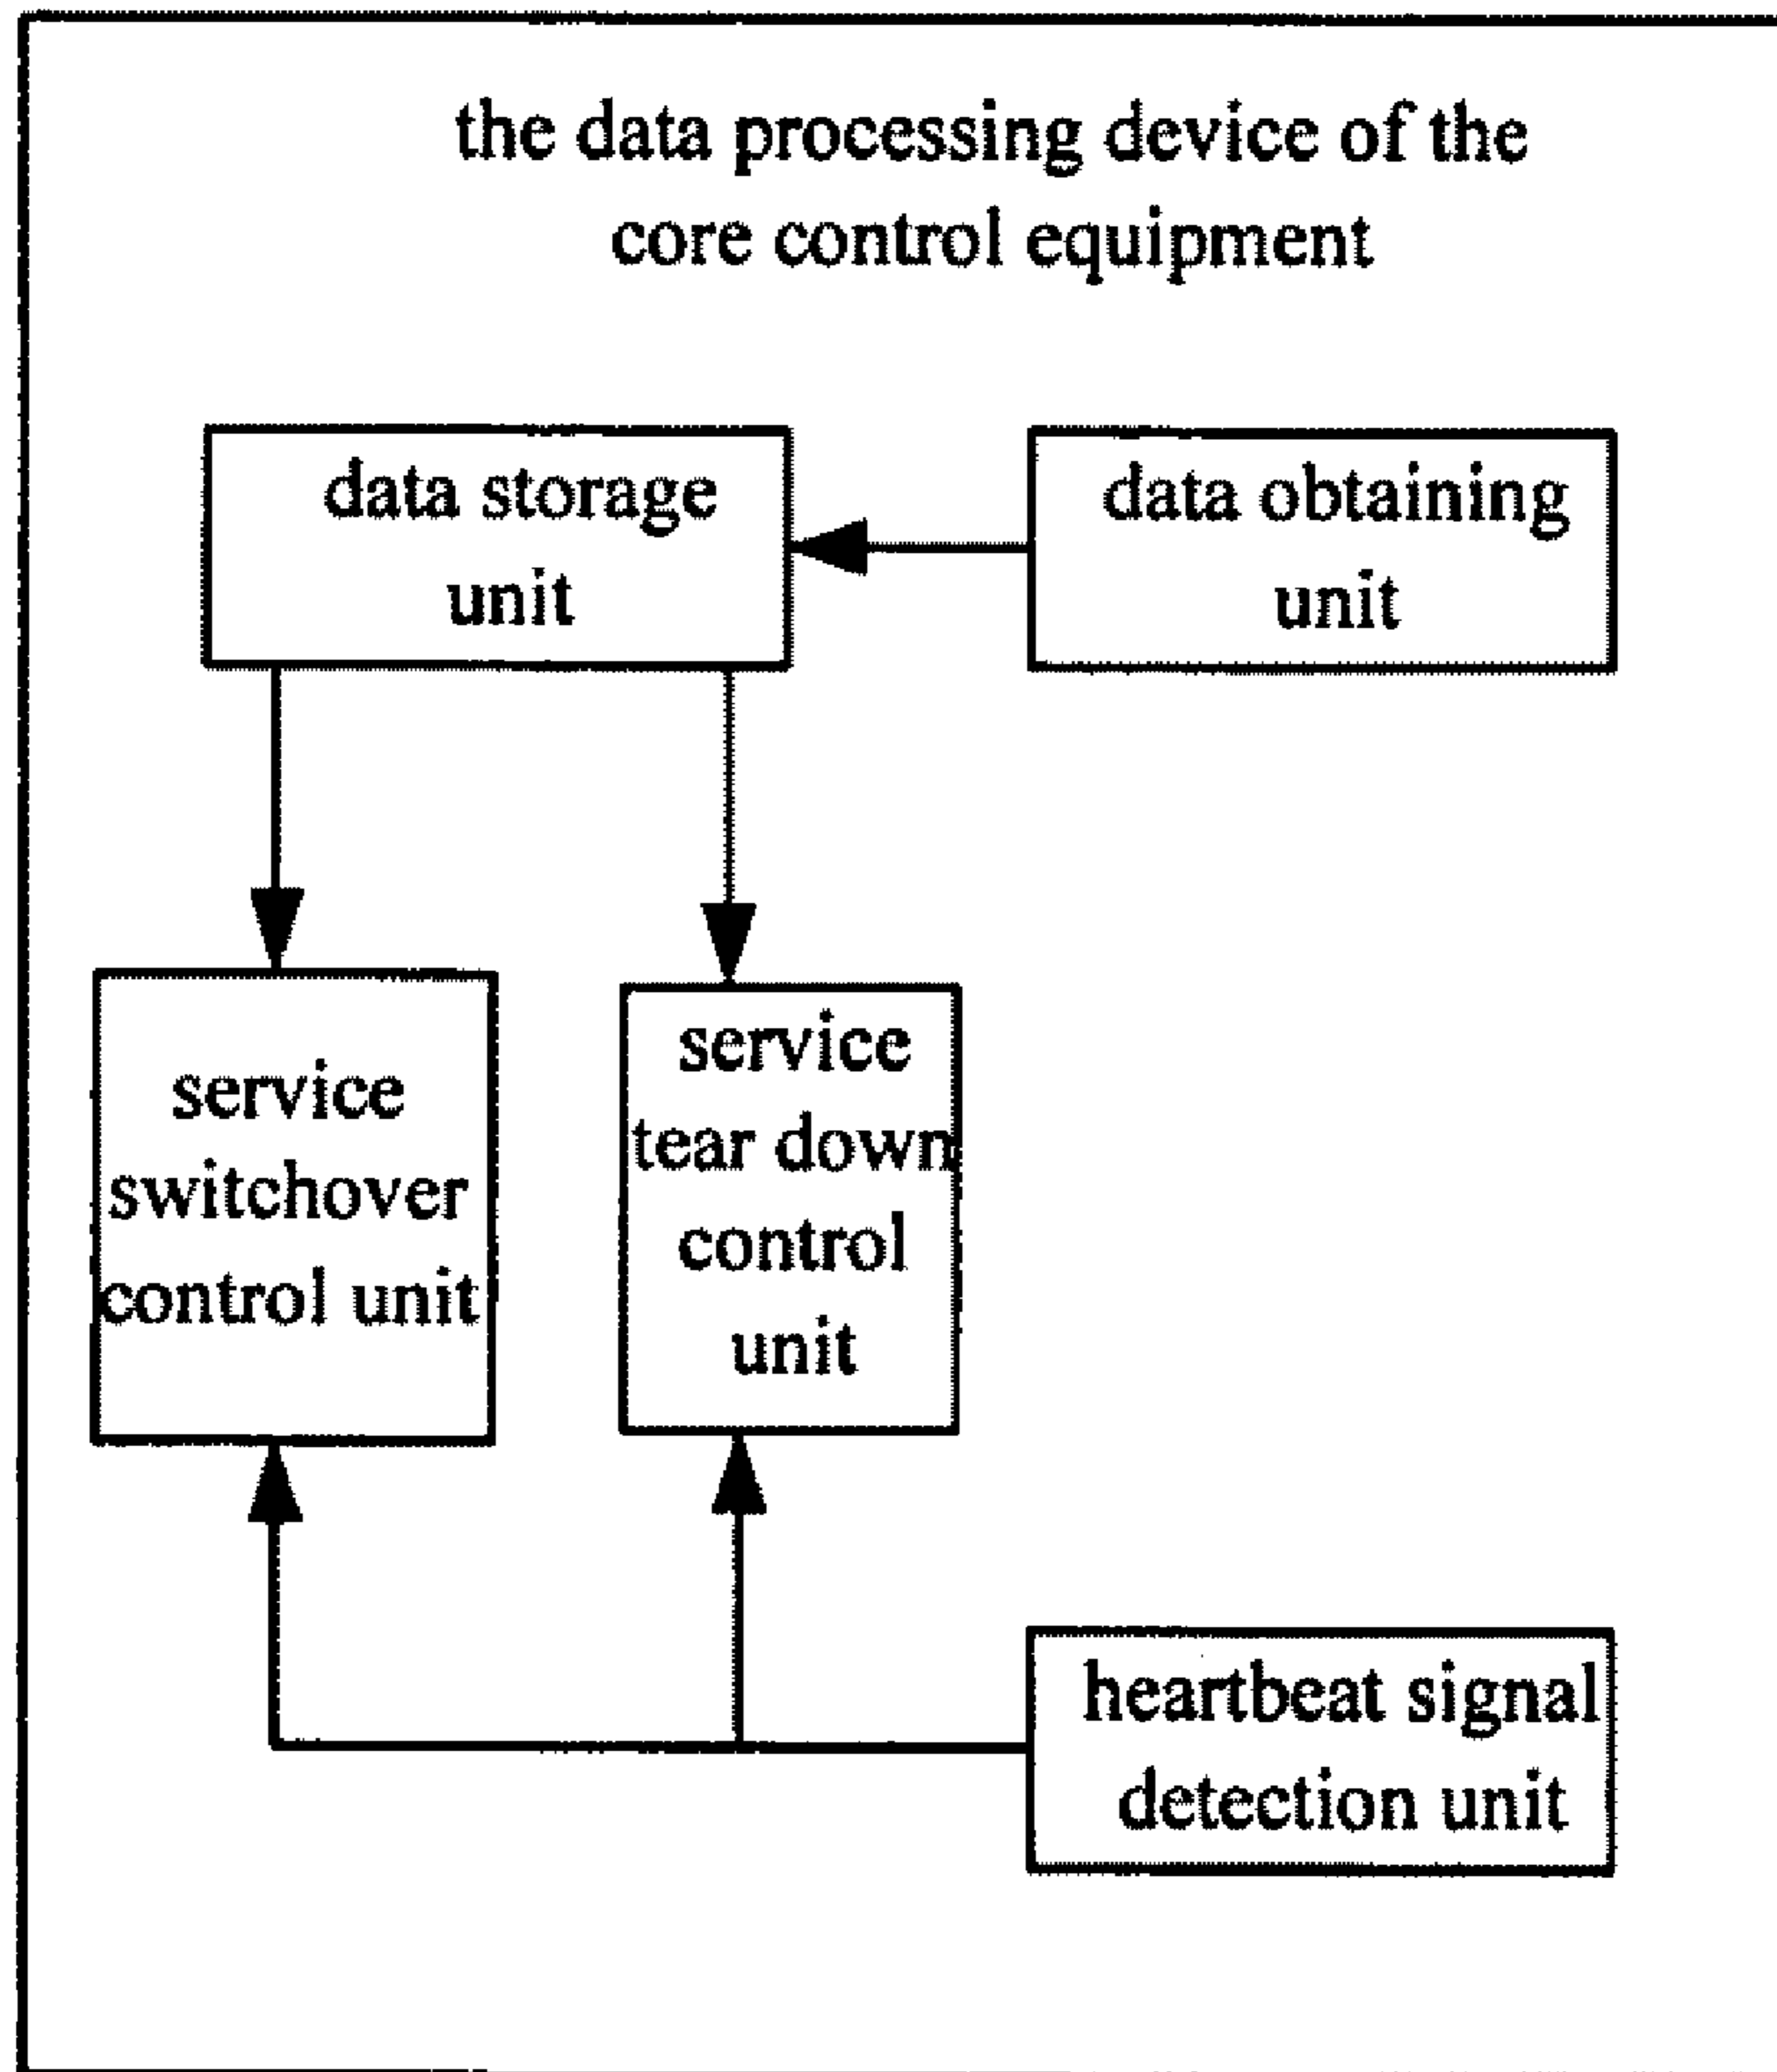 the data processing device of the
core control equipment
data storage
unit
data obtaining
unit
service
switchover
control unit
service
tear down
control
unit
heartbeat signal
detection unit